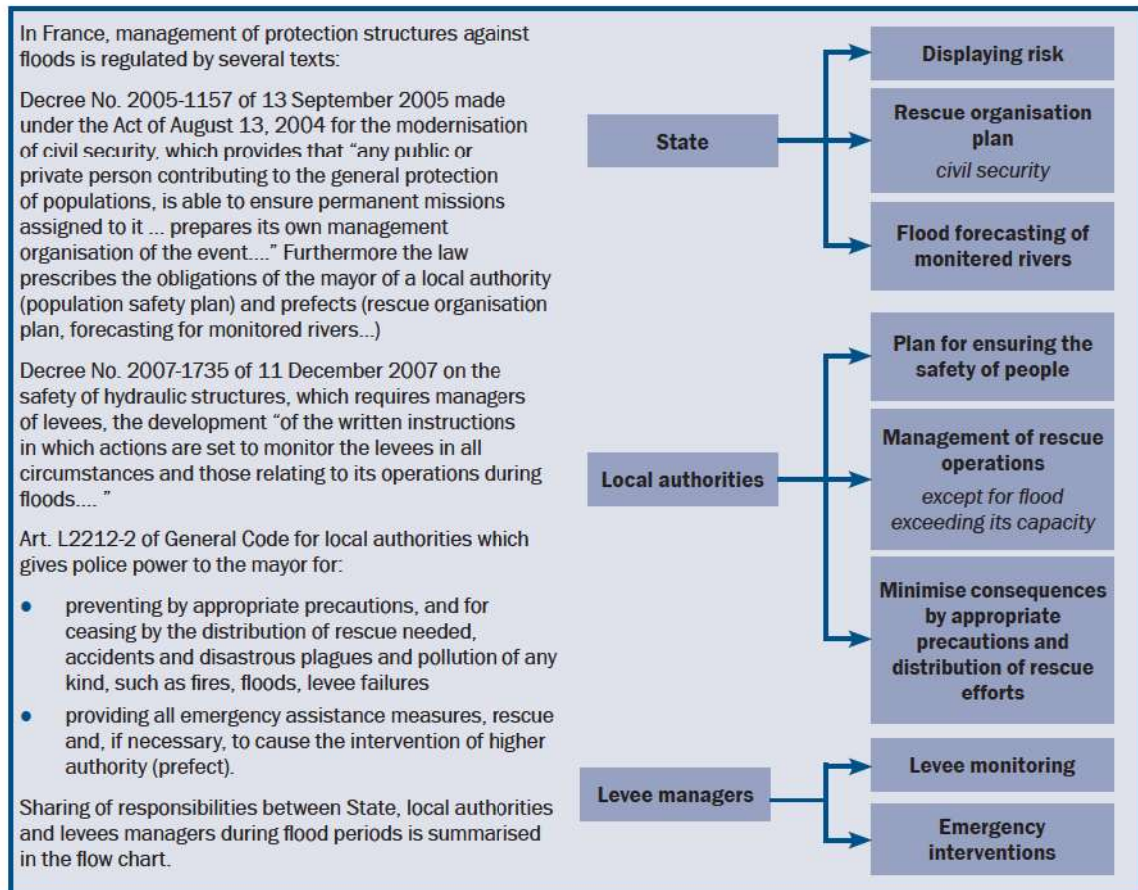 In France, management of protection structures against
floods is regulated by several texts:
Decree No. 2005-1157 of 13 September 2005 made
under the Act of August 13, 2004 for the modernisation
of civil security, which provides that “any public or
private person contributing to the general protection
of populations, is able to ensure permanent missions
assigned to it ... prepares its own management
organisation of the event....” Furthermore the law
prescribes the obligations of the mayor of a local authority
(population safety plan) and prefects (rescue organisation
plan, forecasting for monitored rivers...)
Decree No. 2007-1735 of 11 December 2007 on the
safety of hydraulic structures, which requires managers
of levees, the development “of the written instructions
in which actions are set to monitor the levees in all
circumstances and those relating to its operations during
floods.... ”
Art. L2212-2 of General Code for local authorities which
gives police power to the mayor for:
● preventing by appropriate precautions, and for
ceasing by the distribution of rescue needed,
accidents and disastrous plagues and pollution of any
kind, such as fires, floods, levee failures
● providing all emergency assistance measures, rescue
and, if necessary, to cause the intervention of higher
authority (prefect).
Sharing of responsibilities between State, local authorities
and levees managers during flood periods is summarised
in the flow chart.
State
Displaying risk
Rescue organisation
plan
civil security
Flood forecasting of
monitered rivers
Local authorities
Plan for ensuring the
safety of people
Management of rescue
operations
except for flood
exceeding its capacity
Minimise consequences
by appropriate
precautions and
distribution of rescue
efforts
Levee managers
Levee monitoring
Emergency
interventions